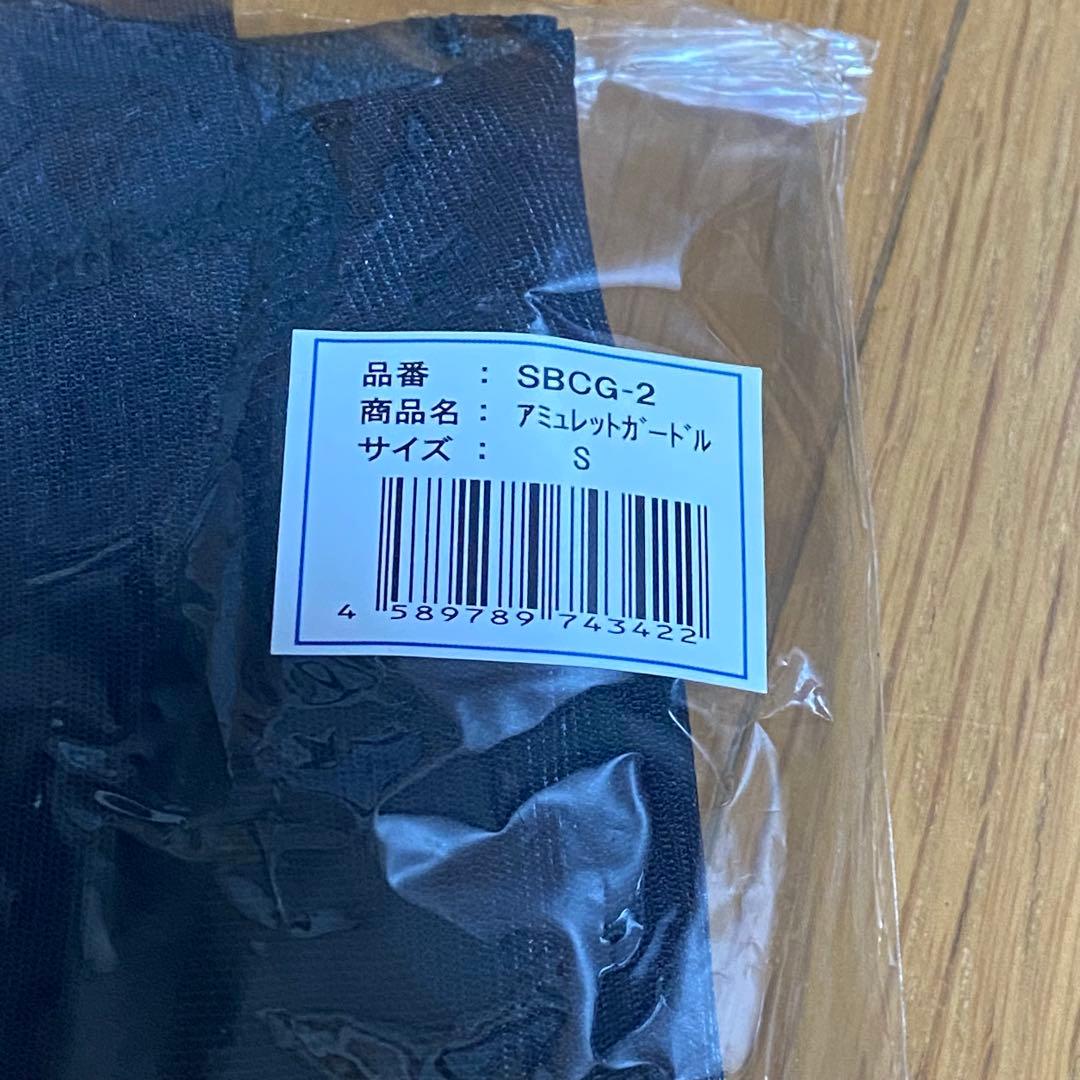 品番 : SBCG-2
商品名 : ｱﾐｭﾚｯﾄｶﾞｰﾄﾞﾙ
サイズ : S
4 589789 743422